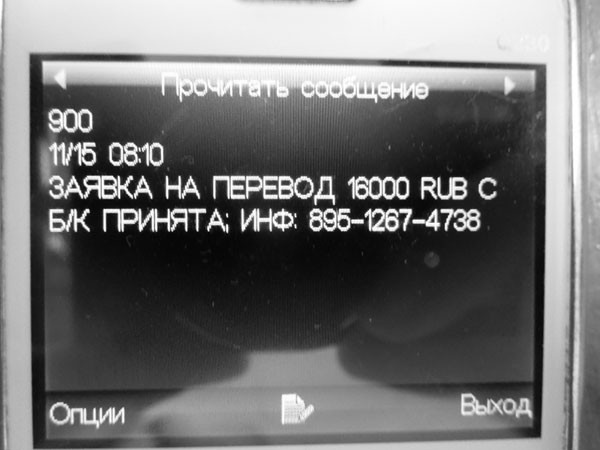 Прочитать сообщение
900
11/15 08:10
ЗАЯВКА НА ПЕРЕВОД 16000 RUB С
Б/К ПРИНЯТА; ИНФ: 895-1267-4738
Опции Выход